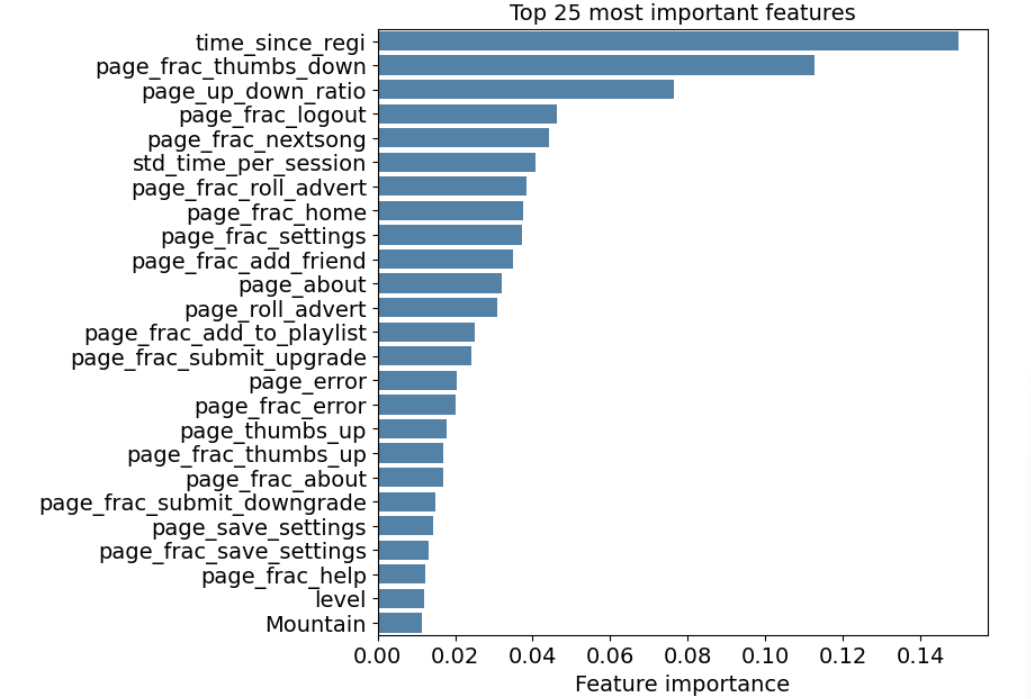 Top 25 most important features
time_since_regi
page_frac_thumbs_down
page_up_down_ratio
page_frac_logout
page_frac_nextsong
std_time_per_session
page_frac_roll_advert
page_frac_home
page_frac_settings
page_frac_add_friend
page_about
page_roll_advert
page_frac_add_to_playlist
page_frac_submit_upgrade
page_error
page_frac_error
page_thumbs_up
page_frac_thumbs_up
page_frac_about
page_frac_submit_downgrade
page_save_settings
page_frac_save_settings
page_frac_help
level
Mountain
0.00 0.02 0.04 0.06 0.08 0.10 0.12 0.14
Feature importance